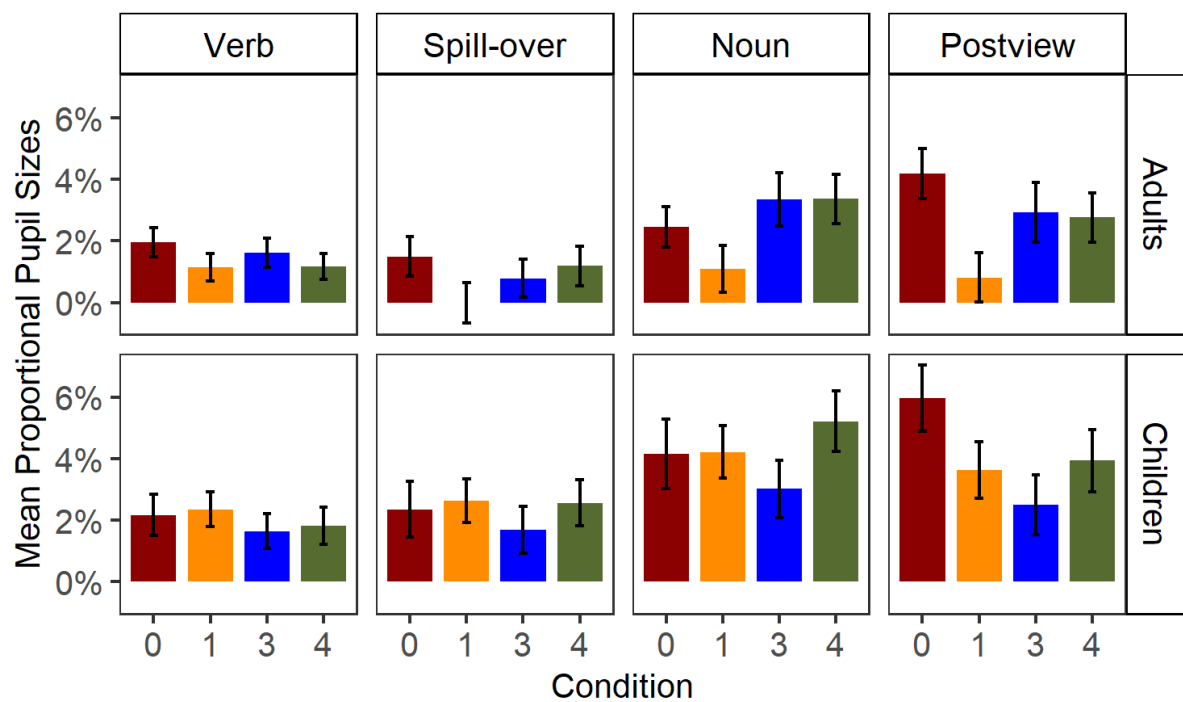 Verb Spill-over Noun Postview
Mean Proportional Pupil Sizes
6%
4%
2%
0%
Adults
6%
4%
2%
0%
Children
0 1 3 4 0 1 3 4 0 1 3 4 0 1 3 4
Condition